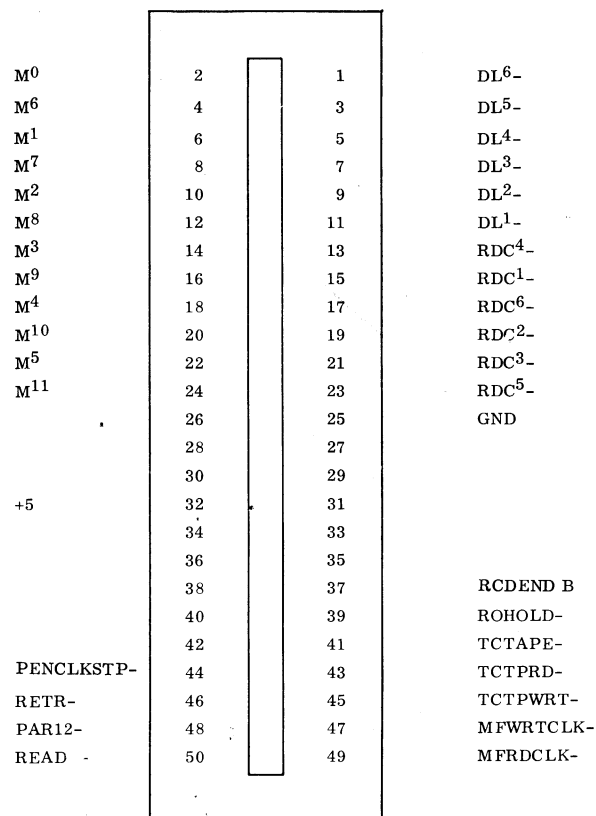 M⁰ 2 1 DL⁶-
M⁶ 4 3 DL⁵-
M¹ 6 5 DL⁴-
M⁷ 8 7 DL³-
M² 10 9 DL²-
M⁸ 12 11 DL¹-
M³ 14 13 RDC⁴-
M⁹ 16 15 RDC¹-
M⁴ 18 17 RDC⁶-
M¹⁰ 20 19 RDC²-
M⁵ 22 21 RDC³-
M¹¹ 24 23 RDC⁵-
26 25 GND
28 27
30 29
+5 32 31
34 33
36 35
38 37 RCDEND B
40 39 ROHOLD-
42 41 TCTAPE-
PENCLKSTP- 44 43 TCTPRD-
RETR- 46 45 TCTPWRT-
PAR12- 48 47 MFWRTCLK-
READ - 50 49 MFRDCLK-